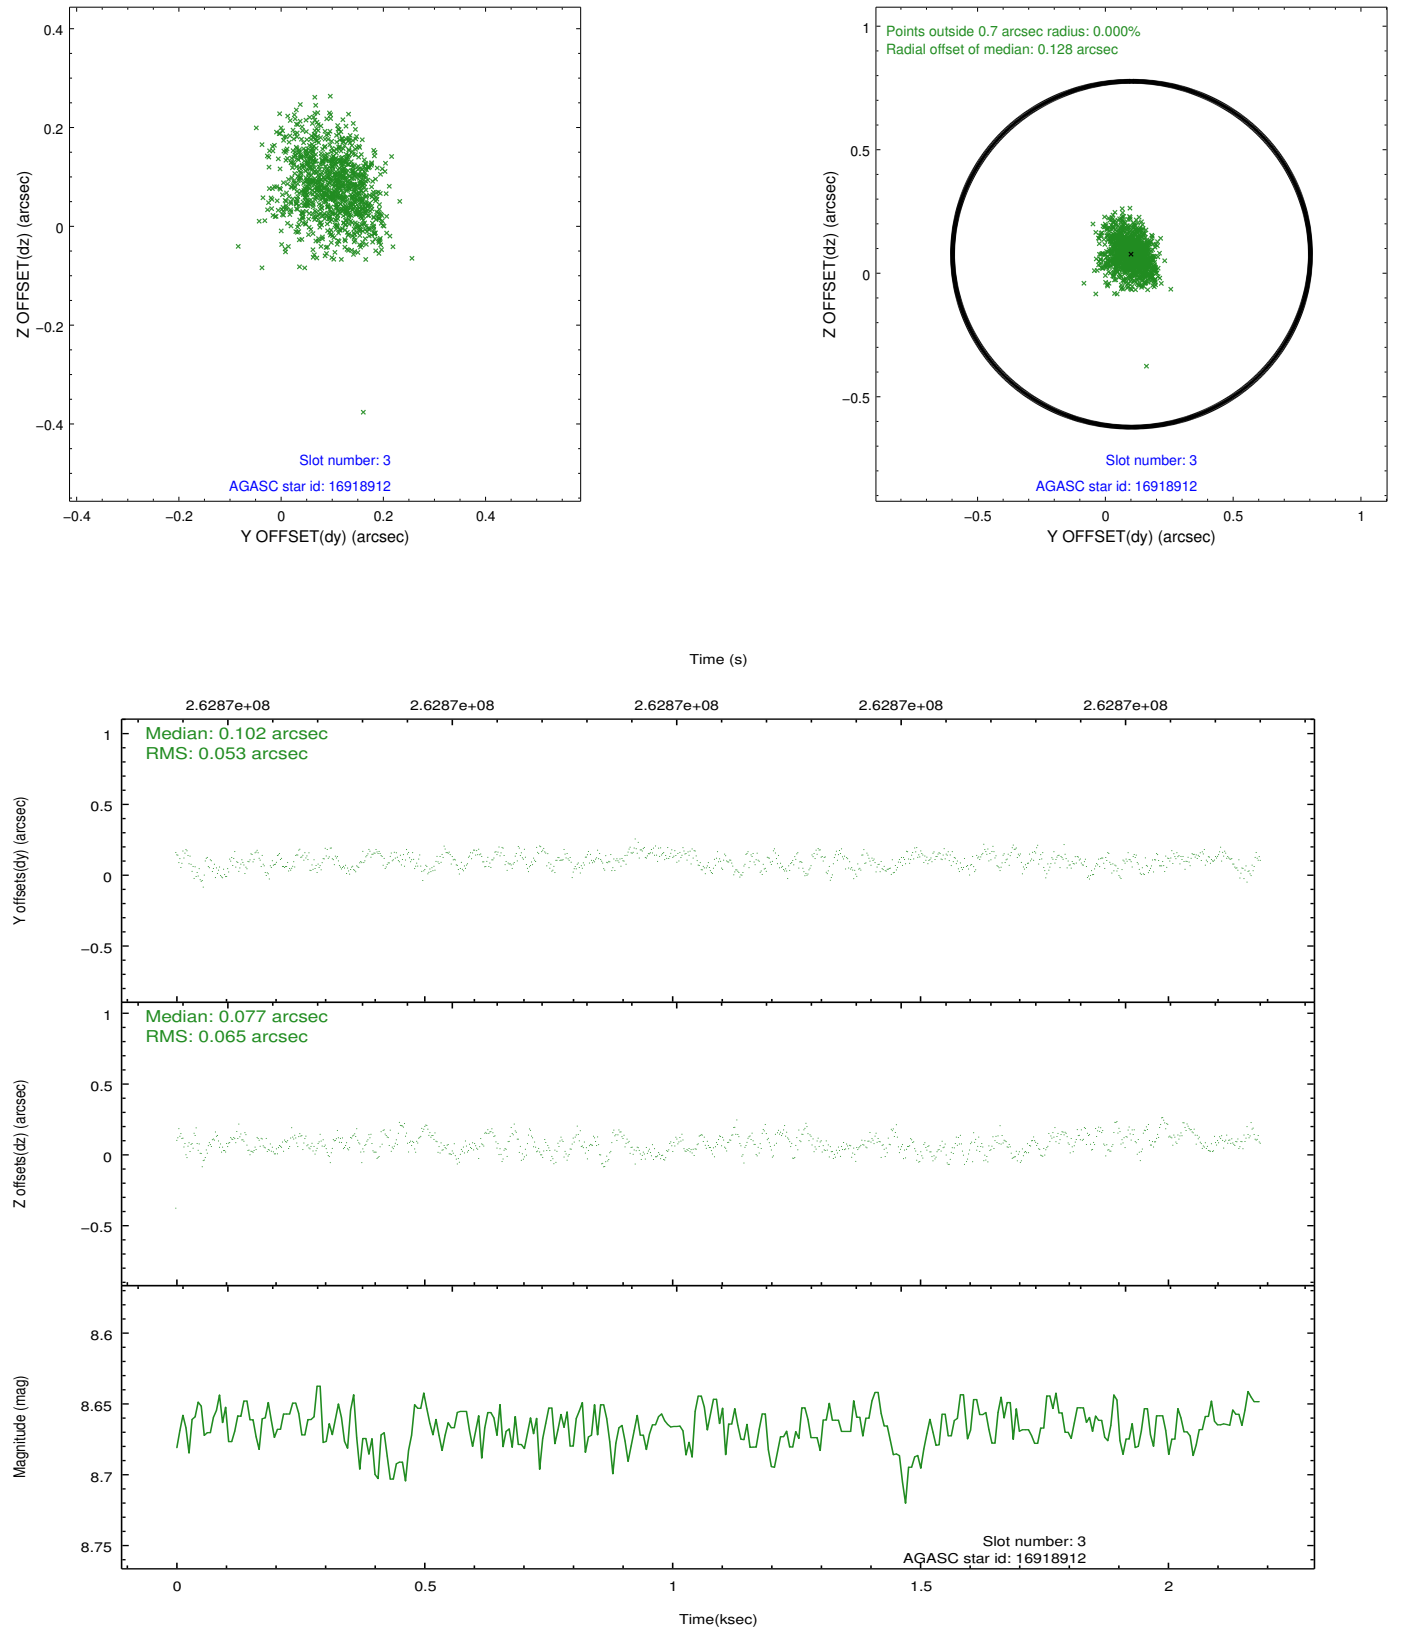 0.4
0.2
0
−0.2
−0.4
Z OFFSET(dz) (arcsec)
Slot number: 3
AGASC star id: 16918912
−0.4 −0.2 0 0.2 0.4
Y OFFSET(dy) (arcsec)
Points outside 0.7 arcsec radius: 0.000%
Radial offset of median: 0.128 arcsec
1
0.5
0
−0.5
Z OFFSET(dz) (arcsec)
Slot number: 3
AGASC star id: 16918912
−0.5 0 0.5 1
Y OFFSET(dy) (arcsec)
Time (s)
2.6287e+08 2.6287e+08 2.6287e+08 2.6287e+08 2.6287e+08
Median: 0.102 arcsec
RMS: 0.053 arcsec
1
0.5
0
−0.5
Y offsets(dy) (arcsec)
Median: 0.077 arcsec
RMS: 0.065 arcsec
1
0.5
0
−0.5
Z offsets(dz) (arcsec)
8.6
8.65
8.7
8.75
Magnitude (mag)
Slot number: 3
AGASC star id: 16918912
0 0.5 1 1.5 2
Time(ksec)